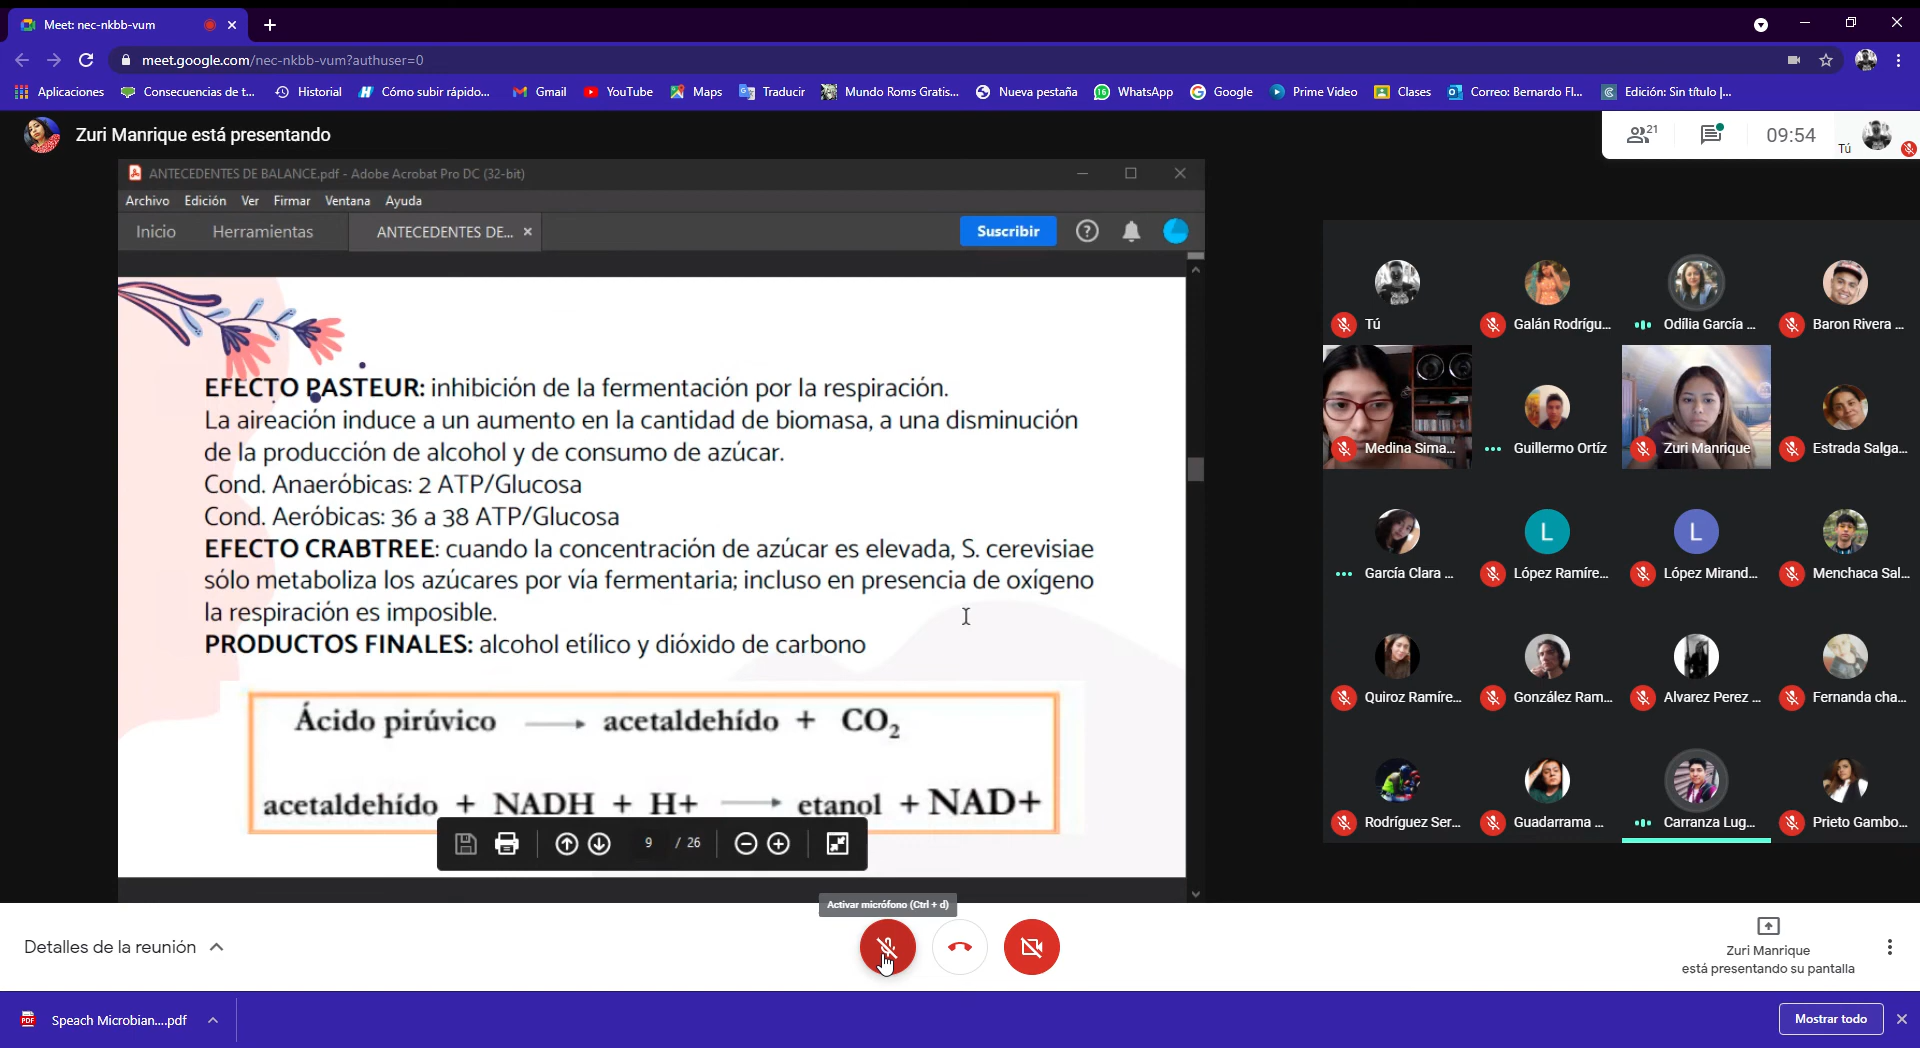 Meet: nec-nkbb-vum
meet.google.com/nec-nkbb-vum?authuser=0
Aplicaciones Consecuencias de t... Historial Cómo subir rápido... Gmail YouTube Maps Traducir Mundo Roms Gratis... Nueva pestaña WhatsApp Google Prime Video Clases Correo: Bernardo Fl... Edición: Sin título |...
Zuri Manrique está presentando
21 09:54 Tú
ANTECEDENTES DE BALANCE.pdf - Adobe Acrobat Pro DC (32-bit)
Archivo Edición Ver Firmar Ventana Ayuda
Inicio Herramientas ANTECEDENTES DE... Suscribir
EFECTO PASTEUR: inhibición de la fermentación por la respiración.
La aireación induce a un aumento en la cantidad de biomasa, a una disminución
de la producción de alcohol y de consumo de azúcar.
Cond. Anaeróbicas: 2 ATP/Glucosa
Cond. Aeróbicas: 36 a 38 ATP/Glucosa
EFECTO CRABTREE: cuando la concentración de azúcar es elevada, S. cerevisiae
sólo metaboliza los azúcares por vía fermentaria; incluso en presencia de oxígeno
la respiración es imposible.
PRODUCTOS FINALES: alcohol etílico y dióxido de carbono
Ácido pirúvico → acetaldehído + CO₂
acetaldehído + NADH + H+ → etanol + NAD+
9 / 26
Tú Galán Rodrígu... Odilia García ... Baron Rivera ...
Medina Sima... Guillermo Ortíz Zuri Manrique Estrada Salga...
L L
García Clara ... López Ramíre... López Mirand... Menchaca Sal...
Quiroz Ramíre... González Ram... Alvarez Perez ... Fernanda cha...
Rodríguez Ser... Guadarrama ... Carranza Lug... Prieto Gambo...
Activar micrófono (Ctrl + d)
Detalles de la reunión
Zuri Manrique
está presentando su pantalla
PDF Speach Microbian....pdf
Mostrar todo